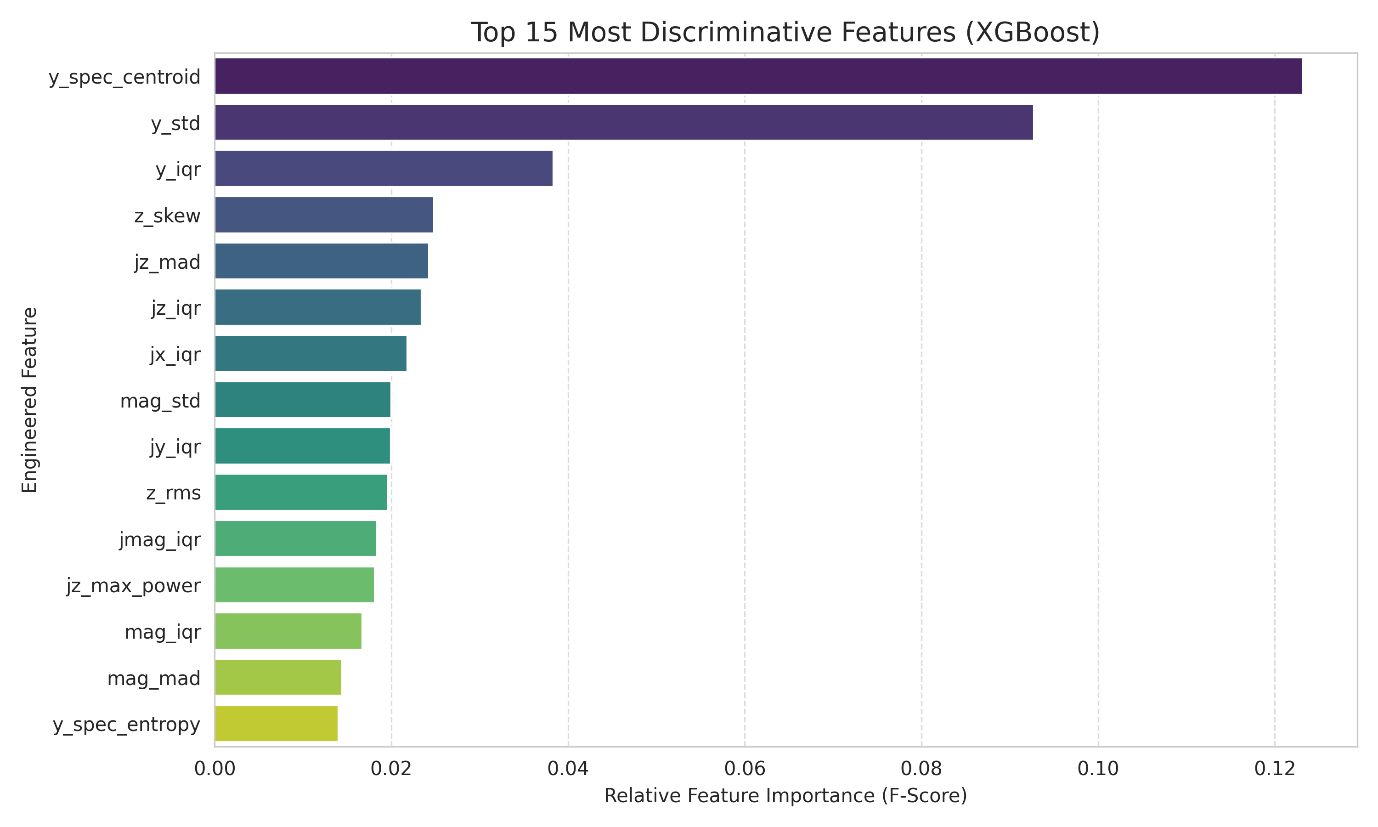 Top 15 Most Discriminative Features (XGBoost)
y_spec_centroid
y_std
y_iqr
z_skew
jz_mad
jz_iqr
jx_iqr
mag_std
jy_iqr
z_rms
jmag_iqr
jz_max_power
mag_iqr
mag_mad
y_spec_entropy
Engineered Feature
0.00 0.02 0.04 0.06 0.08 0.10 0.12
Relative Feature Importance (F-Score)